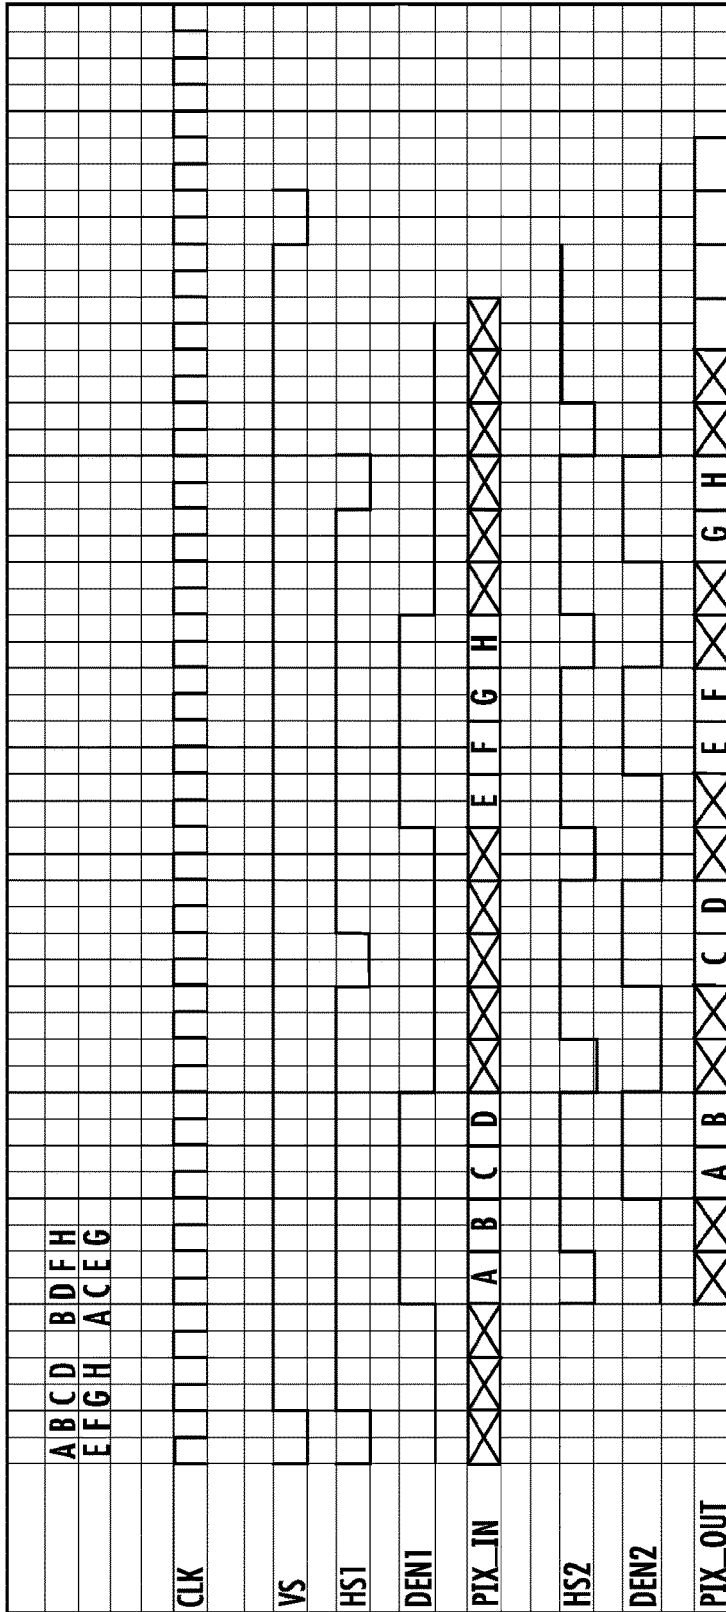 A B C D B D F H
E F G H A C E G
CLK
VS
HS1
DEN1
PIX_IN A B C D E F G H
HS2
DEN2
PIX_OUT A B C D E F G H